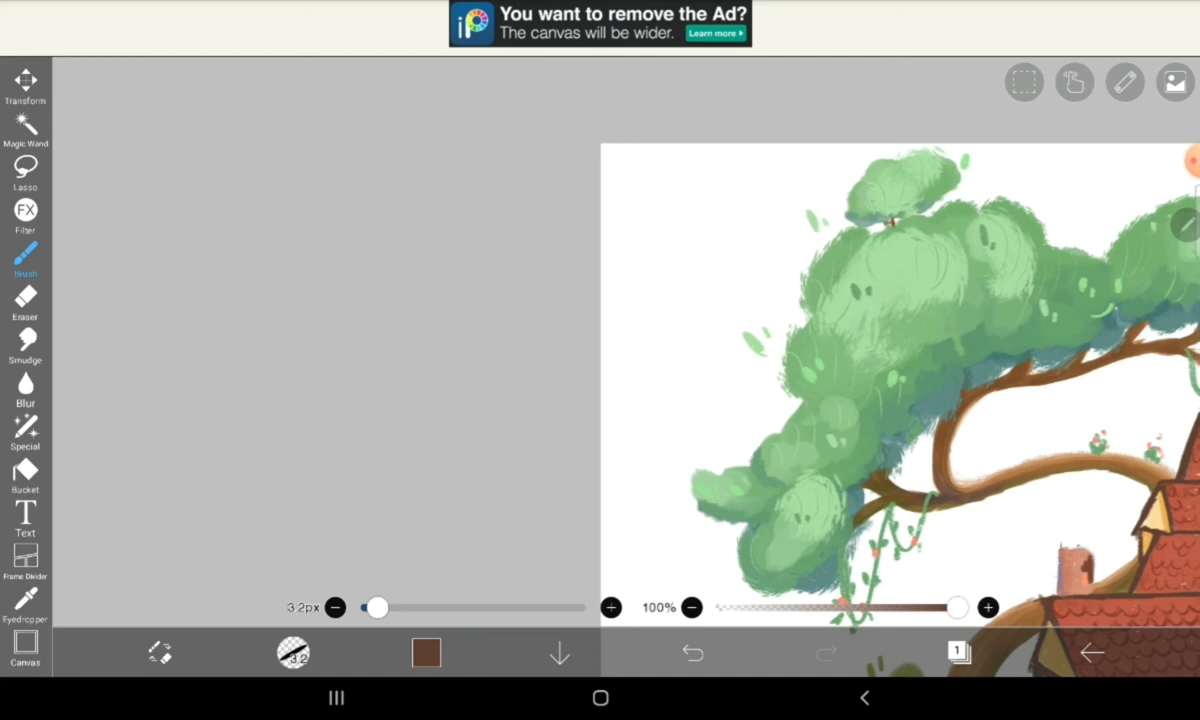 iP
You want to remove the Ad?
The canvas will be wider. Learn more
Transform
Magic Wand
Lasso
FX
Filter
Brush
Eraser
Smudge
Blur
Special
Bucket
T
Text
Frame Divider
Eyedropper
Canvas
3.2px
100%
3.2
1